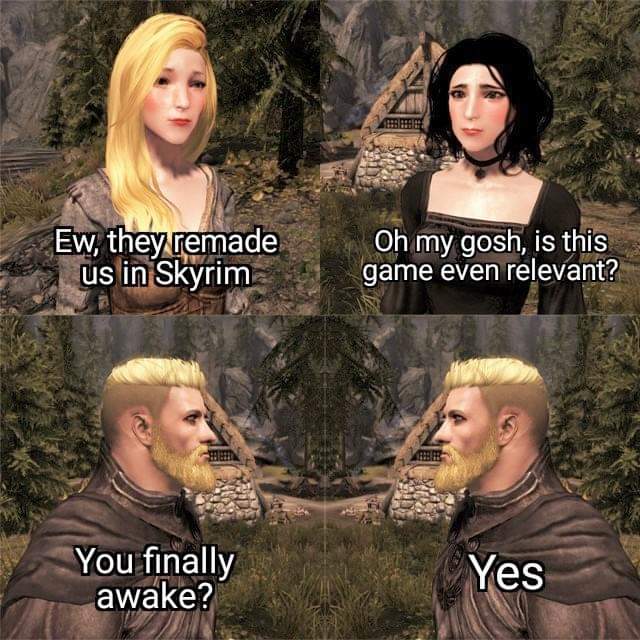 Ew, they remade
us in Skyrim
Oh my gosh, is this
game even relevant?
You finally
awake?
Yes